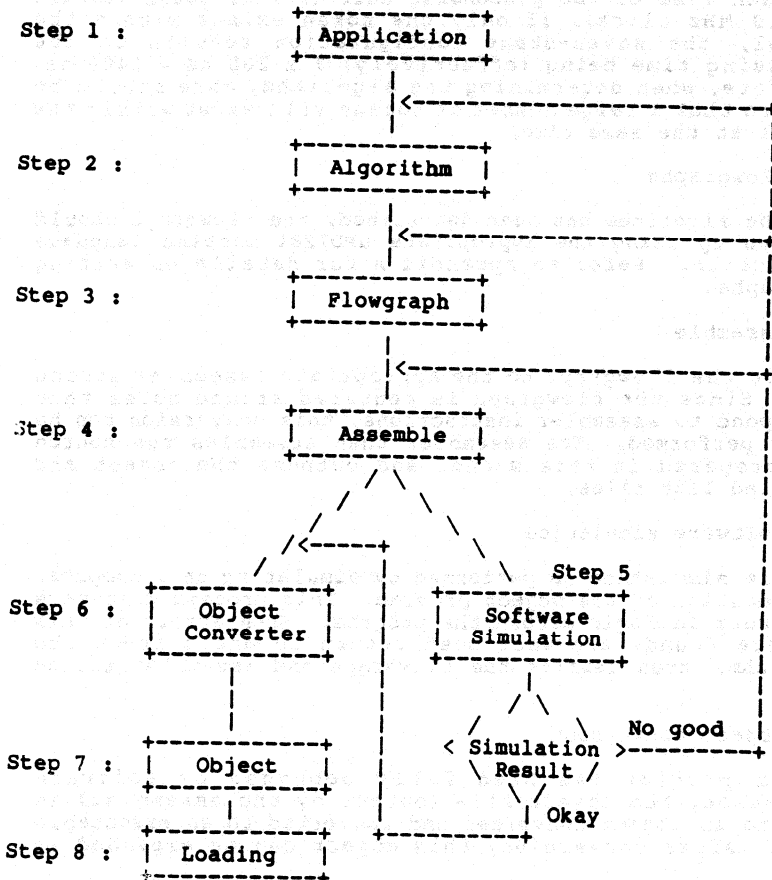 Step 1 : Application
Step 2 : Algorithm
Step 3 : Flowgraph
Step 4 : Assemble
Step 5
Step 6 : Object Converter
Software Simulation
No good
Simulation Result
Step 7 : Object
Okay
Step 8 : Loading